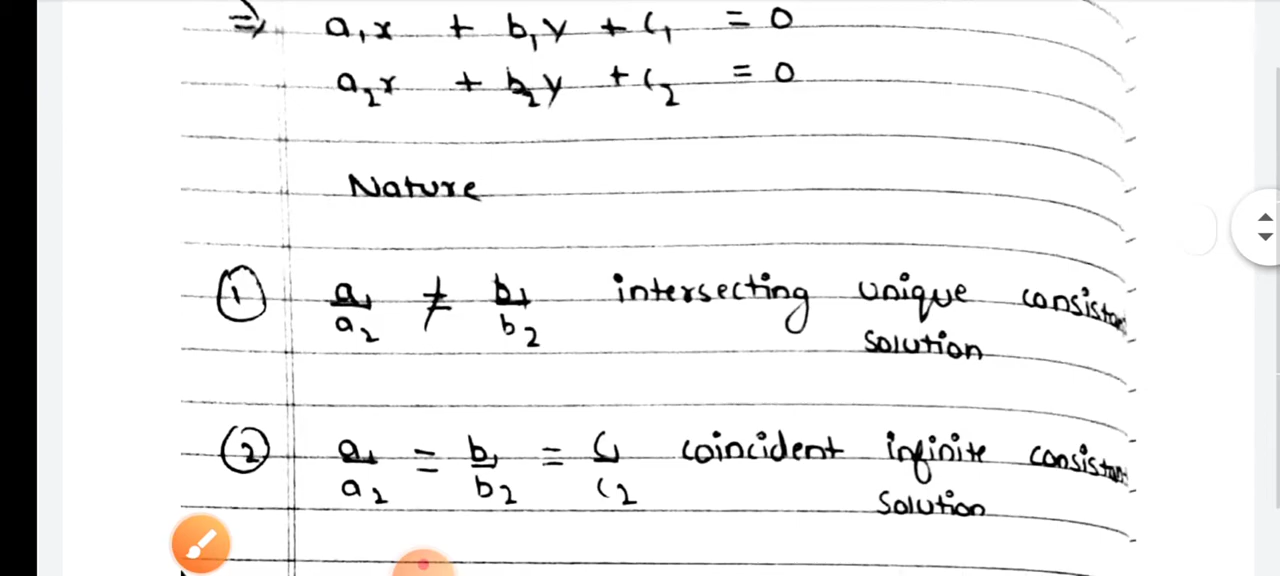 ⇒ a₁x + b₁y + c₁ = 0
a₂x + b₂y + c₂ = 0
Nature
① a₁/a₂ ≠ b₁/b₂ intersecting unique solution
② a₁/a₂ = b₁/b₂ = c₁/c₂ coincident infinite solution